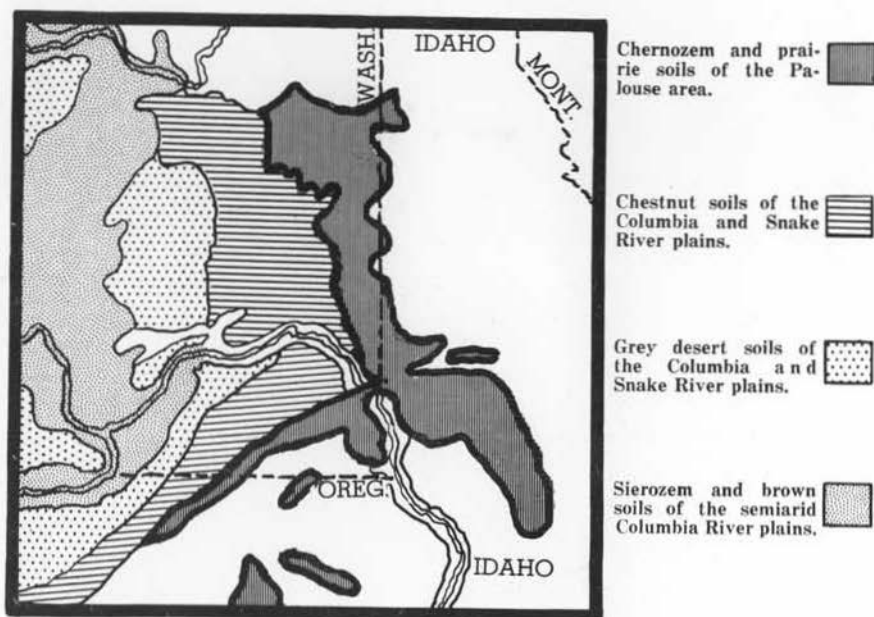 WASH.
IDAHO
MONT.
OREG.
IDAHO
Chernozem and prai-
rie soils of the Pa-
louse area.
Chestnut soils of the
Columbia and Snake
River plains.
Grey desert soils of
the Columbia and
Snake River plains.
Sierozem and brown
soils of the semiarid
Columbia River plains.